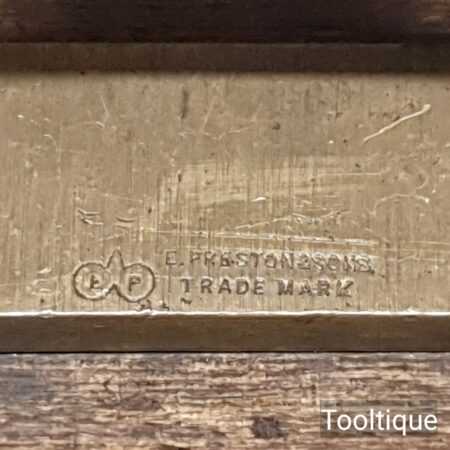 E. PRESTON & SONS
TRADE MARK
E P
Tooltique